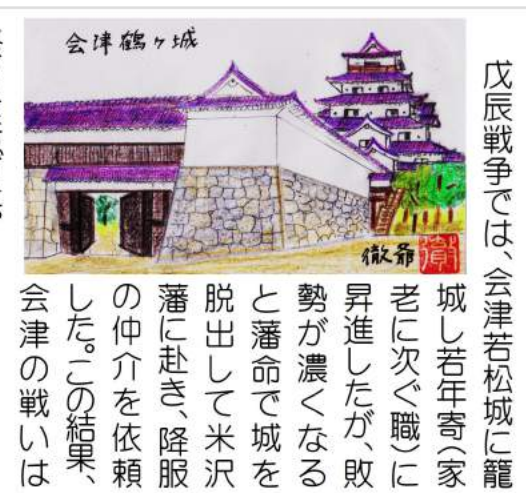 会津鶴ヶ城
徹爺
徹
戊辰戦争では、会津若松城に籠
城し若年寄(家
老に次ぐ職)に
昇進したが、敗
勢が濃くなる
と藩命で城を
脱出して米沢
藩に赴き、降服
の仲介を依頼
した。この結果、
会津の戦いは